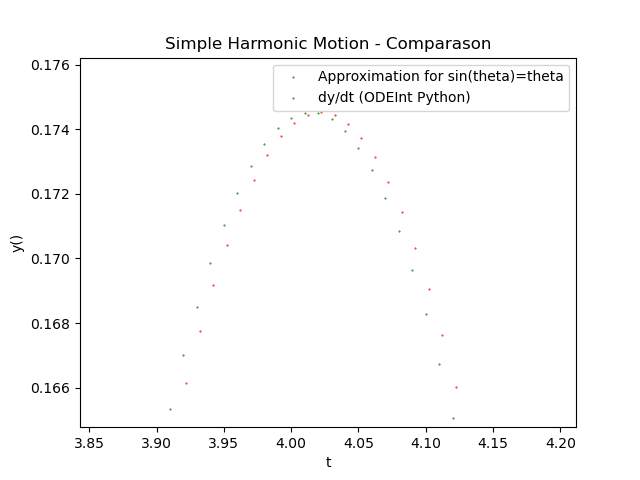 Simple Harmonic Motion - Comparason
Approximation for sin(theta)=theta
dy/dt (ODEInt Python)
y()
0.176
0.174
0.172
0.170
0.168
0.166
3.85 3.90 3.95 4.00 4.05 4.10 4.15 4.20
t